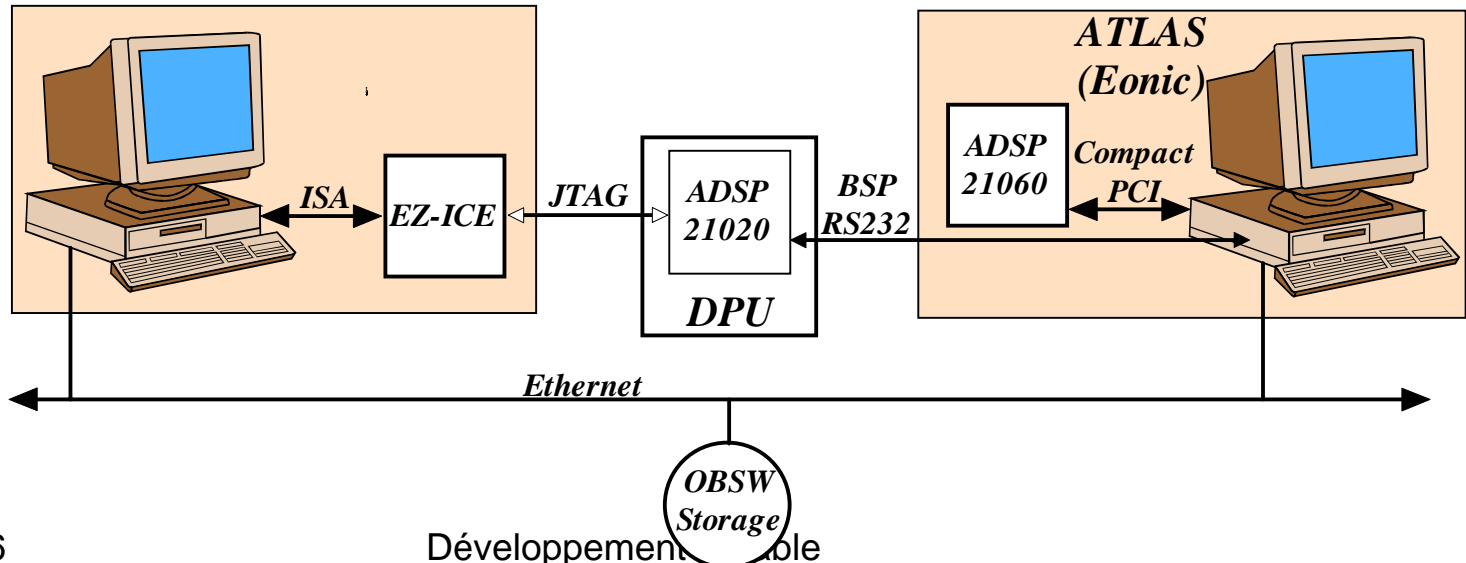 ATLAS
(Eonic)
ISA
EZ-ICE
JTAG
ADSP
21020
DPU
BSP
RS232
ADSP
21060
Compact
PCI
Ethernet
OBSW
Storage
Développement